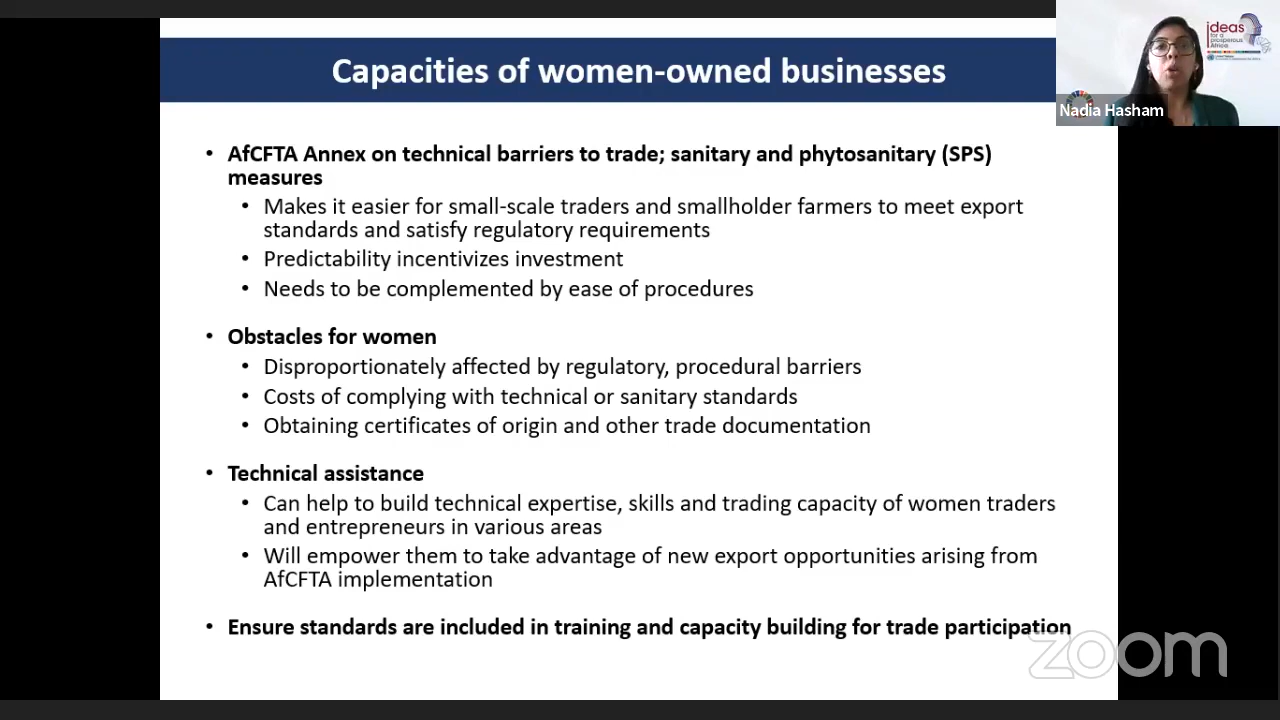 Capacities of women-owned businesses
• AfCFTA Annex on technical barriers to trade; sanitary and phytosanitary (SPS)
measures
• Makes it easier for small-scale traders and smallholder farmers to meet export
standards and satisfy regulatory requirements
• Predictability incentivizes investment
• Needs to be complemented by ease of procedures
• Obstacles for women
• Disproportionately affected by regulatory, procedural barriers
• Costs of complying with technical or sanitary standards
• Obtaining certificates of origin and other trade documentation
• Technical assistance
• Can help to build technical expertise, skills and trading capacity of women traders
and entrepreneurs in various areas
• Will empower them to take advantage of new export opportunities arising from
AfCFTA implementation
• Ensure standards are included in training and capacity building for trade participation
ideas
for a
prosperous
Africa
Nadia Hasham
zoom